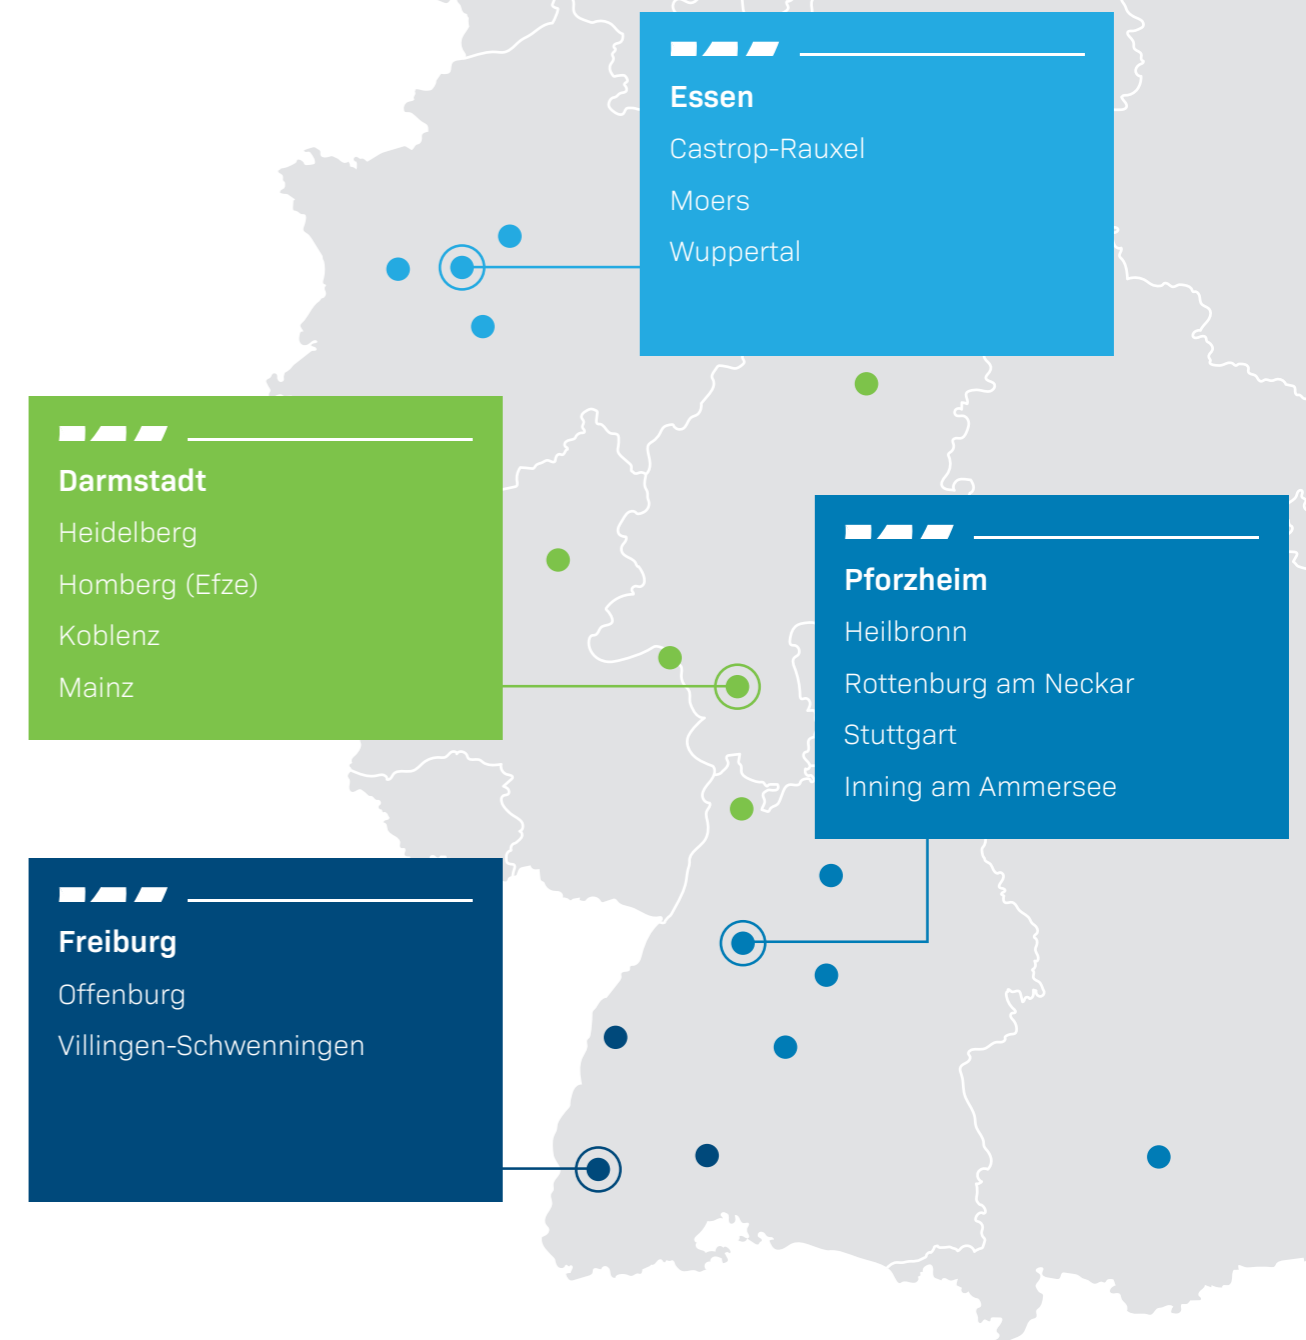 Essen
Castrop-Rauxel
Moers
Wuppertal
Darmstadt
Heidelberg
Homberg (Efze)
Koblenz
Mainz
Pforzheim
Heilbronn
Rottenburg am Neckar
Stuttgart
Inning am Ammersee
Freiburg
Offenburg
Villingen-Schwenningen